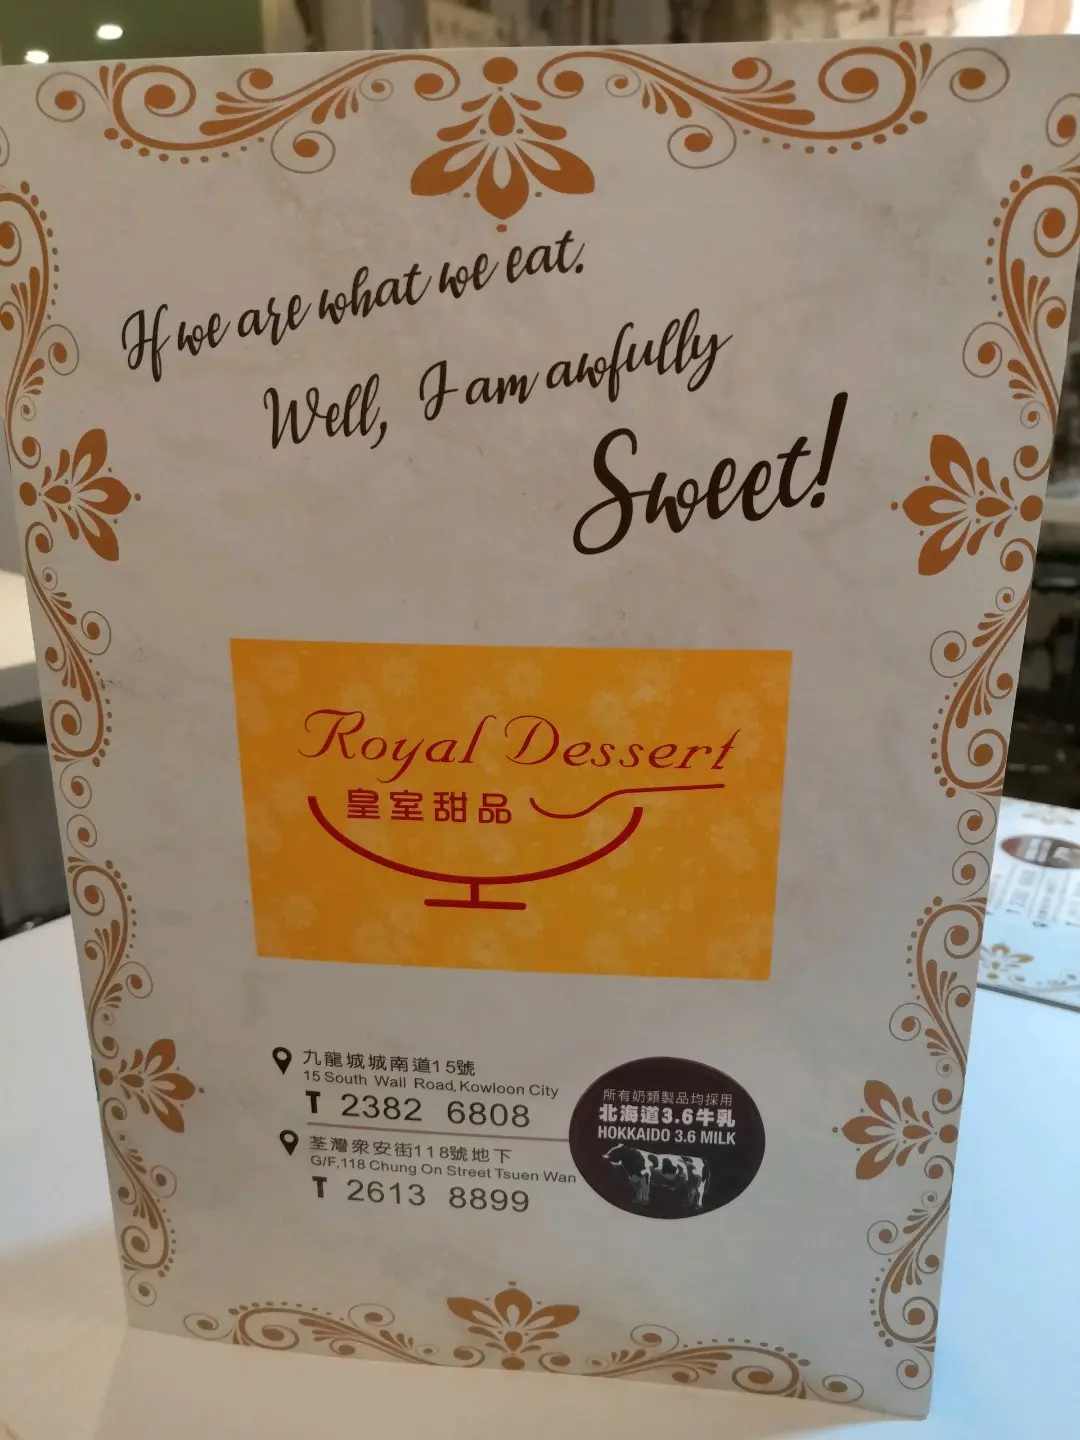 If we are what we eat.
Well, I am awfully
Sweet!
Royal Dessert
皇室甜品
九龍城城南道15號
15 South Wall Road, Kowloon City
T 2382 6808
荃灣眾安街118號地下
G/F,118 Chung On Street Tsuen Wan
T 2613 8899
所有奶類製品均採用
北海道3.6牛乳
HOKKAIDO 3.6 MILK